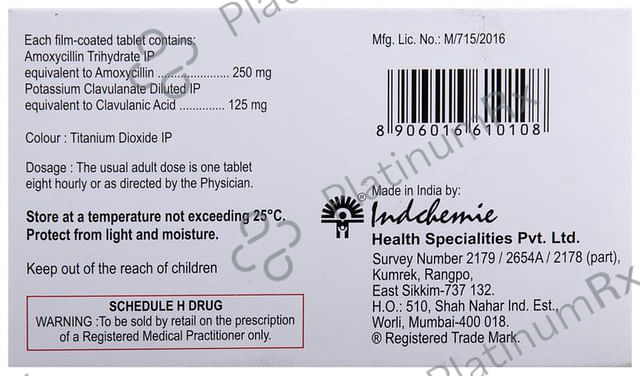 Each film-coated tablet contains:
Amoxycillin Trihydrate IP
equivalent to Amoxycillin ..................... 250 mg
Potassium Clavulanate Diluted IP
equivalent to Clavulanic Acid ............. 125 mg
Colour : Titanium Dioxide IP
Dosage : The usual adult dose is one tablet
eight hourly or as directed by the Physician.
Store at a temperature not exceeding 25°C.
Protect from light and moisture.
Keep out of the reach of children
SCHEDULE H DRUG
WARNING :To be sold by retail on the prescription
of a Registered Medical Practitioner only.
Mfg. Lic. No.: M/715/2016
8 906016 610108
Made in India by:
® Indchemie
Health Specialities Pvt. Ltd.
Survey Number 2179 / 2654A / 2178 (part),
Kumrek, Rangpo,
East Sikkim-737 132.
H.O.: 510, Shah Nahar Ind. Est.,
Worli, Mumbai-400 018.
® Registered Trade Mark.
PlatinumRx
PlatinumRx
PlatinumRx